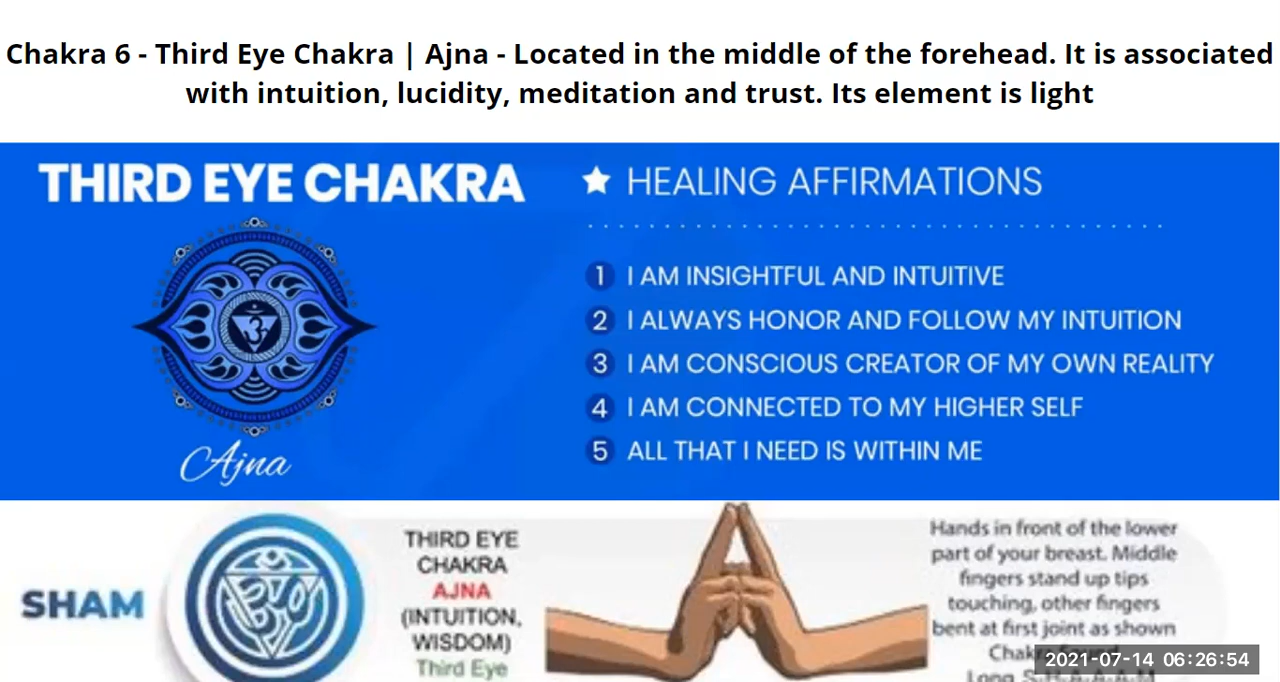 Chakra 6 - Third Eye Chakra | Ajna - Located in the middle of the forehead. It is associated
with intuition, lucidity, meditation and trust. Its element is light
THIRD EYE CHAKRA
Ajna
★ HEALING AFFIRMATIONS
1 I AM INSIGHTFUL AND INTUITIVE
2 I ALWAYS HONOR AND FOLLOW MY INTUITION
3 I AM CONSCIOUS CREATOR OF MY OWN REALITY
4 I AM CONNECTED TO MY HIGHER SELF
5 ALL THAT I NEED IS WITHIN ME
SHAM
THIRD EYE
CHAKRA
AJNA
(INTUITION,
WISDOM)
Third Eye
Hands in front of the lower
part of your breast. Middle
fingers stand up tips
touching, other fingers
bent at first joint as shown
Chakra
Long
2021-07-14 06:26:54